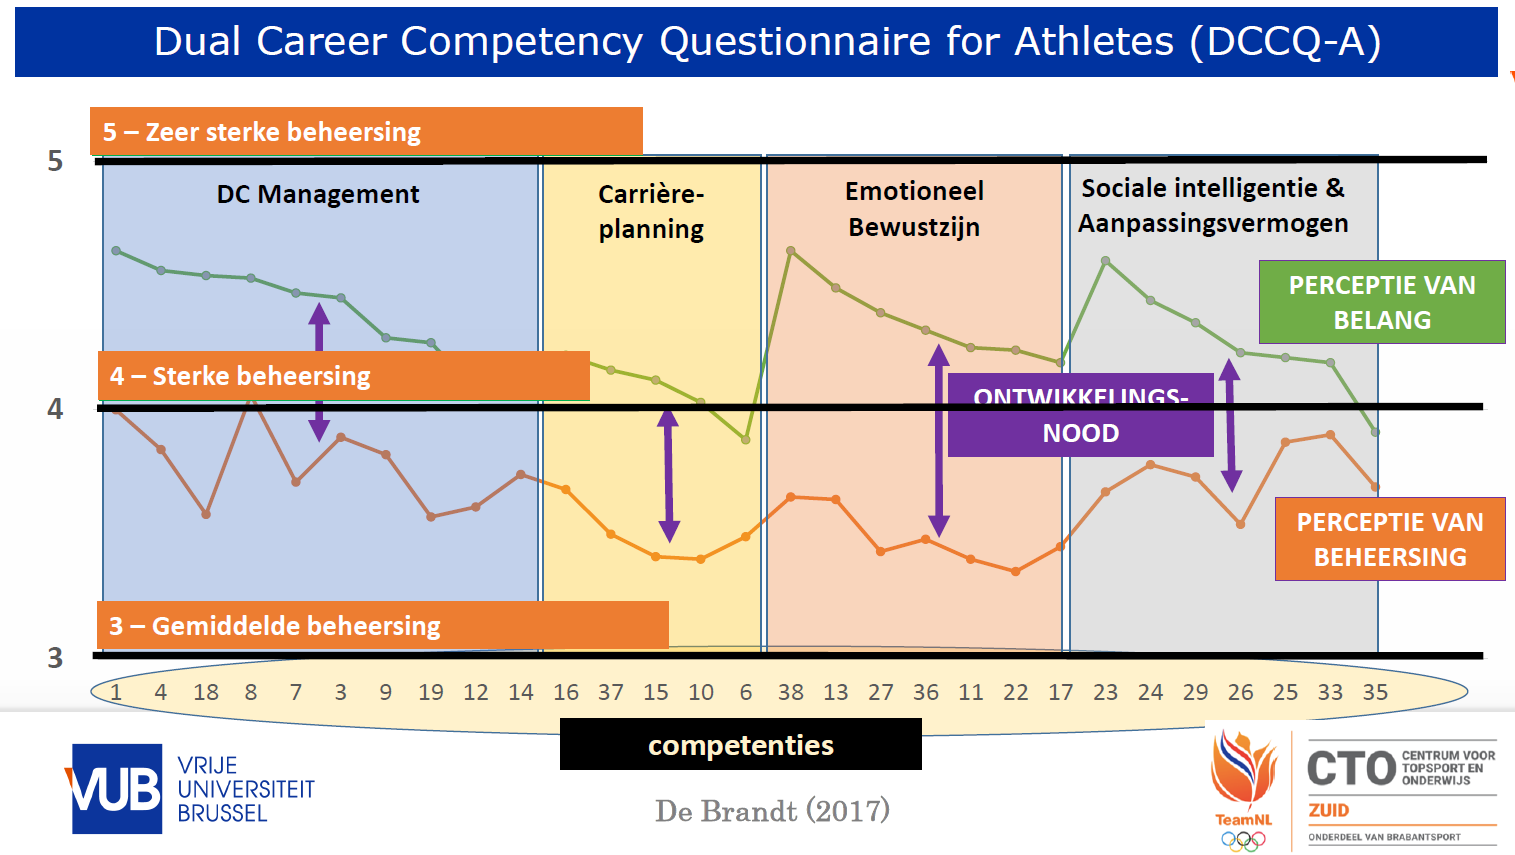 Dual Career Competency Questionnaire for Athletes (DCCQ-A)
5 – Zeer sterke beheersing
5
DC Management
Carrière-
planning
Emotioneel
Bewustzijn
Sociale intelligentie &
Aanpassingsvermogen
PERCEPTIE VAN
BELANG
4 – Sterke beheersing
4
ONTWIKKELINGS-
NOOD
PERCEPTIE VAN
BEHEERSING
3 – Gemiddelde beheersing
3
1 4 18 8 7 3 9 19 12 14 16 37 15 10 6 38 13 27 36 11 22 17 23 24 29 26 25 33 35
competenties
De Brandt (2017)
VUB
VRIJE
UNIVERSITEIT
BRUSSEL
TeamNL
CTO
CENTRUM VOOR
TOPSPORT EN
ONDERWIJS
ZUID
ONDERDEEL VAN BRABANTSPORT